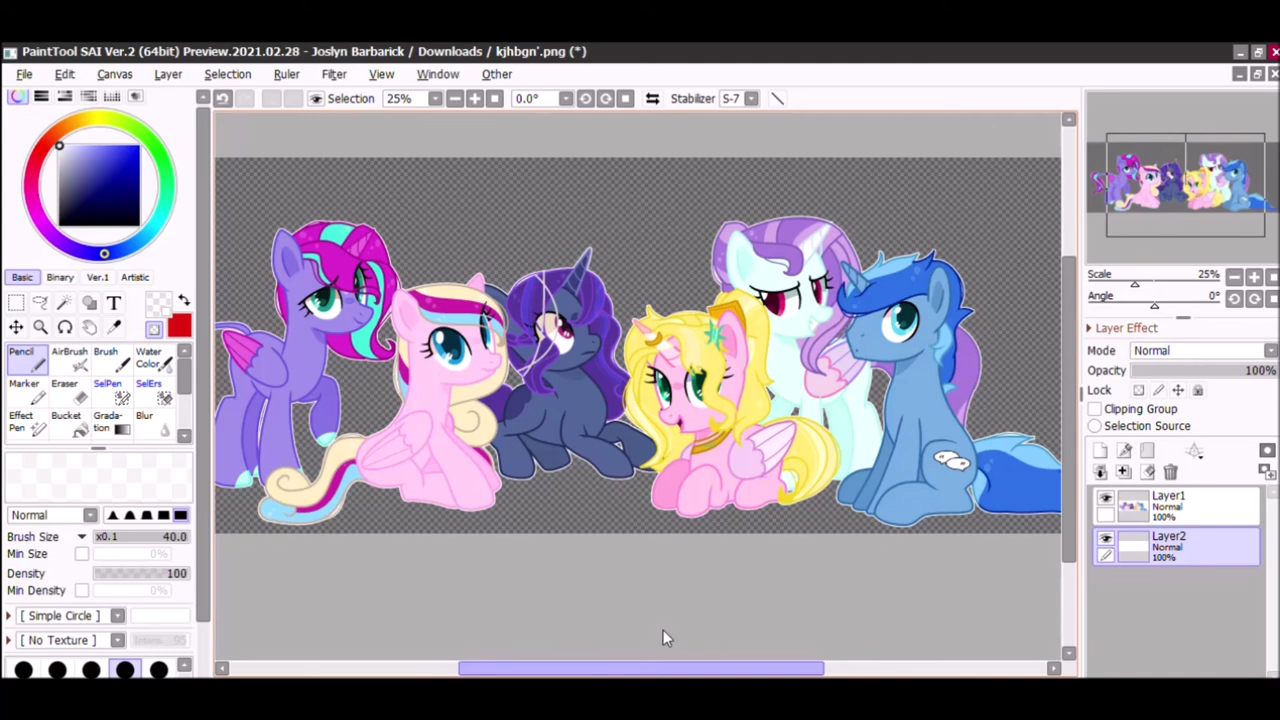 PaintTool SAI Ver.2 (64bit) Preview.2021.02.28 - Joslyn Barbarick / Downloads / kjhbgn'.png (*)
File Edit Canvas Layer Selection Ruler Filter View Window Other
Selection 25% 0.0° Stabilizer S-7
Basic Binary Ver.1 Artistic
T
Pencil AirBrush Brush Water Color
Marker Eraser SelPen SelErs
Effect Pen Bucket Grada- tion Blur
Normal
Brush Size x0.1 40.0
Min Size 0%
Density 100
Min Density 0%
[ Simple Circle ]
[ No Texture ]
Scale 25%
Angle 0°
Layer Effect
Mode Normal
Opacity 100%
Lock
Clipping Group
Selection Source
Layer1
Normal
100%
Layer2
Normal
100%